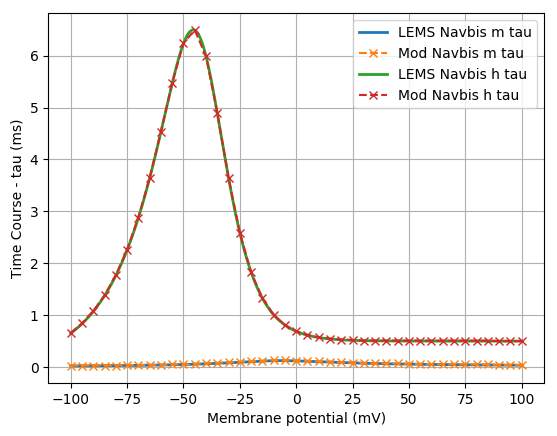 LEMS Navbis m tau
Mod Navbis m tau
LEMS Navbis h tau
Mod Navbis h tau
Time Course - tau (ms)
6
5
4
3
2
1
0
−100 −75 −50 −25 0 25 50 75 100
Membrane potential (mV)